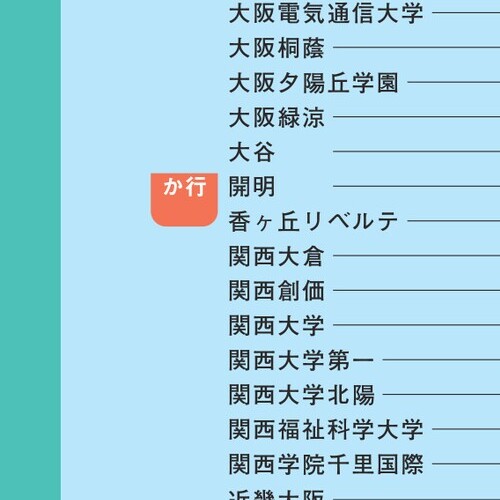 大阪電気通信大学
大阪桐蔭
大阪夕陽丘学園
大阪緑涼
大谷
か行
開明
香ヶ丘リベルテ
関西大倉
関西創価
関西大学
関西大学第一
関西大学北陽
関西福祉科学大学
関西学院千里国際
近畿大阪